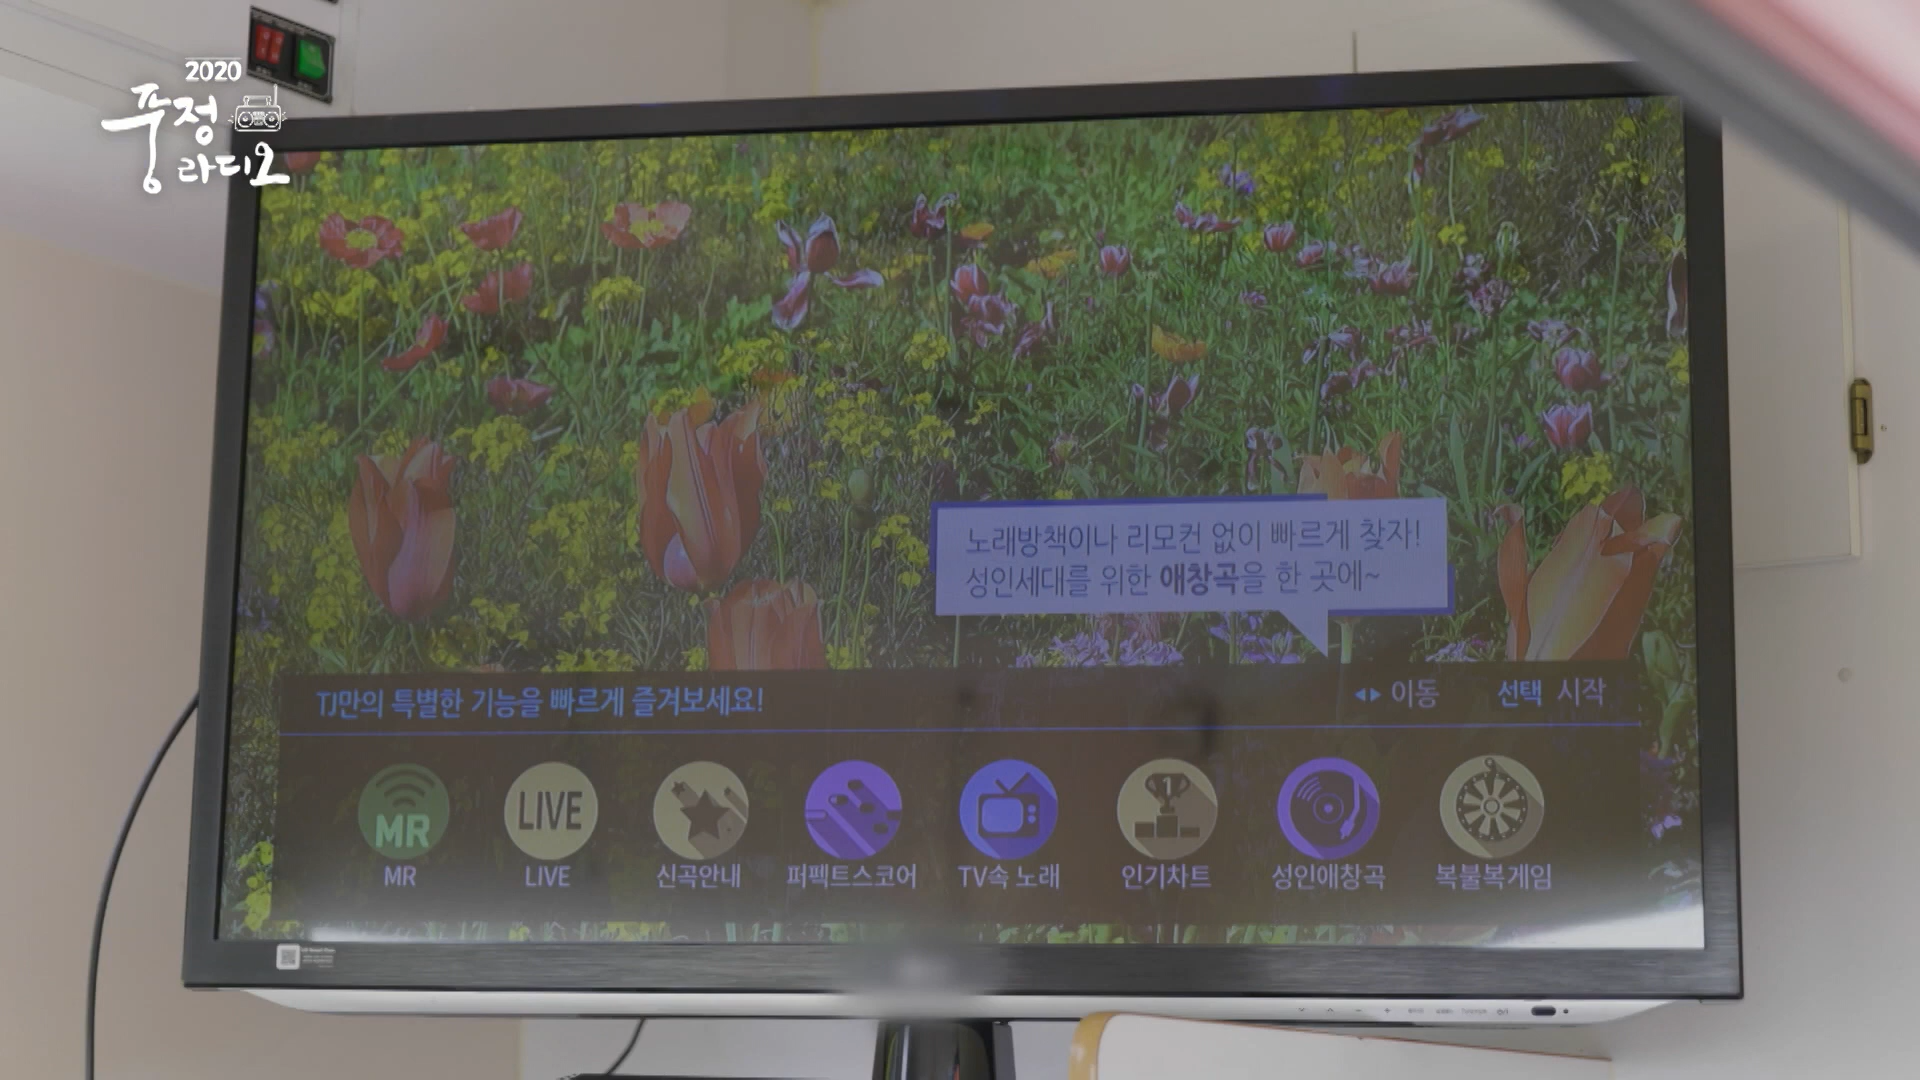 2020
풍정
라디오
노래방책이나 리모컨 없이 빠르게 찾자!
성인세대를 위한 애창곡을 한 곳에~
TJ만의 특별한 기능을 빠르게 즐겨보세요!
◀▶ 이동 선택 시작
MR LIVE 1
MR LIVE 신곡안내 퍼펙트스코어 TV속 노래 인기차트 성인애창곡 복불복게임